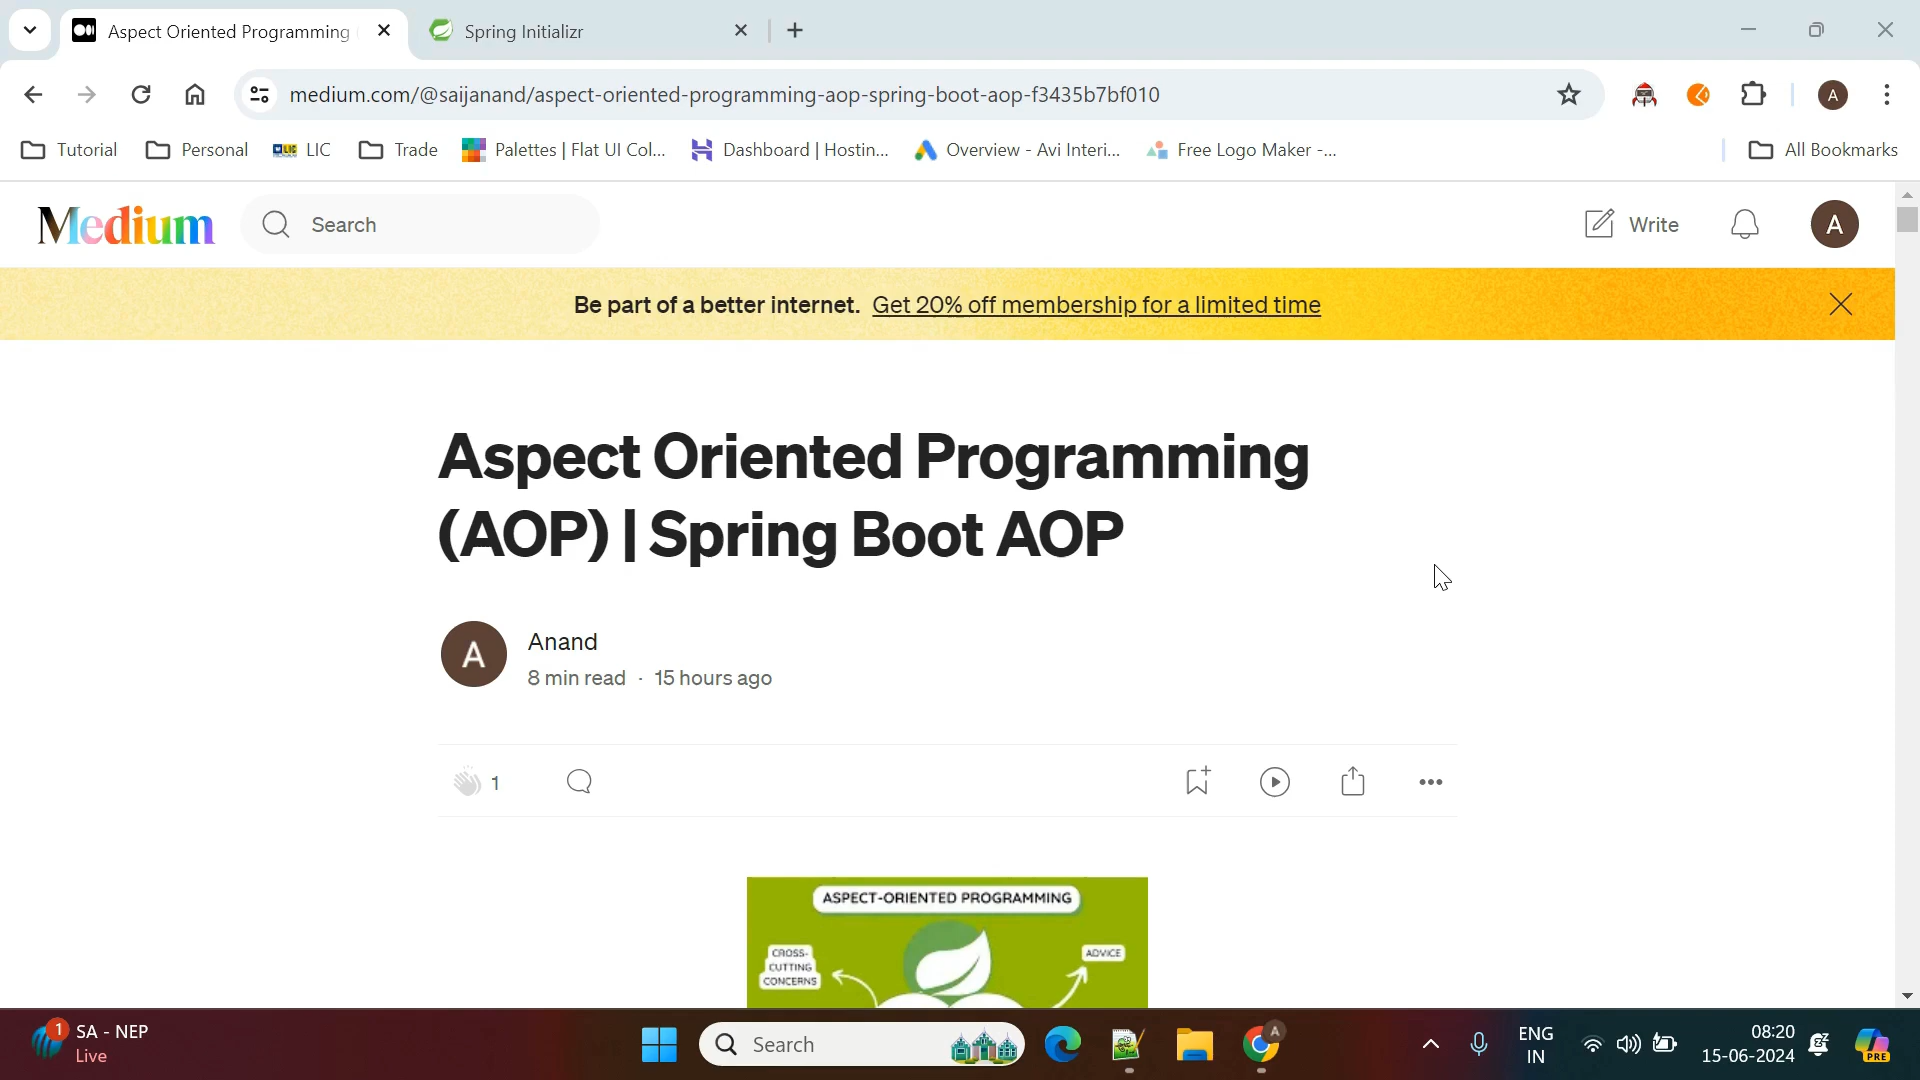 Aspect Oriented Programming
Spring Initializr
medium.com/@saijanand/aspect-oriented-programming-aop-spring-boot-aop-f3435b7bf010
A
Tutorial
Personal
LIC
Trade
Palettes | Flat UI Col...
Dashboard | Hostin...
Overview - Avi Interi...
Free Logo Maker -...
All Bookmarks
Medium
Search
Write
A
Be part of a better internet. Get 20% off membership for a limited time
Aspect Oriented Programming
(AOP) | Spring Boot AOP
A
Anand
8 min read · 15 hours ago
1
ASPECT-ORIENTED PROGRAMMING
CROSS-
CUTTING
CONCERNS
ADVICE
1
SA - NEP
Live
Search
A
ENG
IN
08:20
15-06-2024
PRE